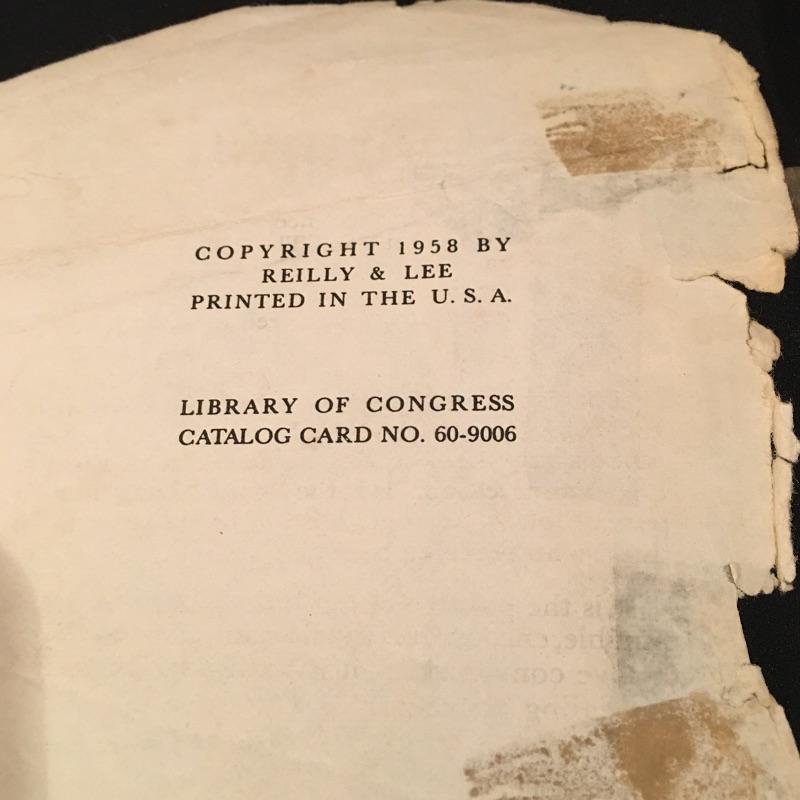 COPYRIGHT 1958 BY
REILLY & LEE
PRINTED IN THE U. S. A.
LIBRARY OF CONGRESS
CATALOG CARD NO. 60-9006